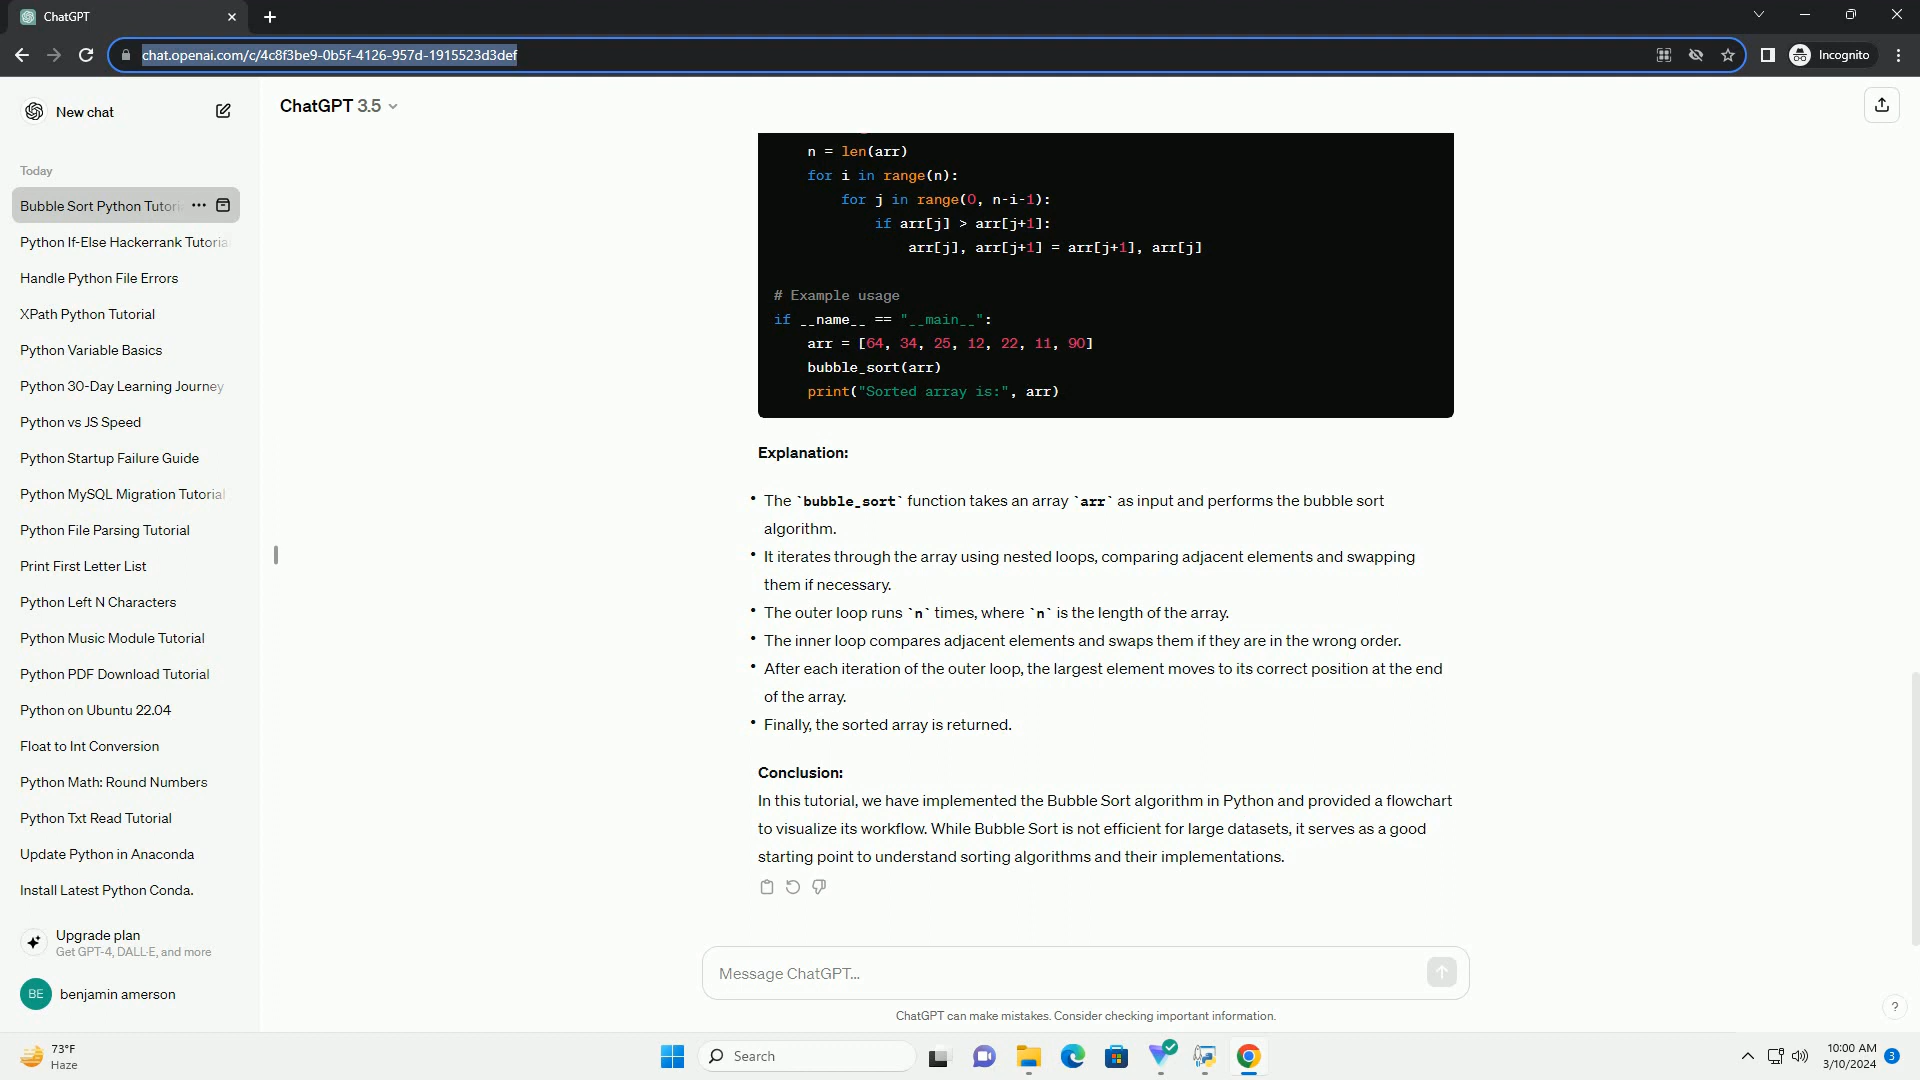 ChatGPT
chat.openai.com/c/4c8f3be9-0b5f-4126-957d-1915523d3def
Incognito
New chat
ChatGPT 3.5
Today
Bubble Sort Python Tutori
Python If-Else Hackerrank Tutoria
Handle Python File Errors
XPath Python Tutorial
Python Variable Basics
Python 30-Day Learning Journey
Python vs JS Speed
Python Startup Failure Guide
Python MySQL Migration Tutorial
Python File Parsing Tutorial
Print First Letter List
Python Left N Characters
Python Music Module Tutorial
Python PDF Download Tutorial
Python on Ubuntu 22.04
Float to Int Conversion
Python Math: Round Numbers
Python Txt Read Tutorial
Update Python in Anaconda
Install Latest Python Conda.
Upgrade plan
Get GPT-4, DALL·E, and more
BE benjamin amerson
n = len(arr)
for i in range(n):
for j in range(0, n-i-1):
if arr[j] > arr[j+1]:
arr[j], arr[j+1] = arr[j+1], arr[j]
# Example usage
if __name__ == "__main__":
arr = [64, 34, 25, 12, 22, 11, 90]
bubble_sort(arr)
print("Sorted array is:", arr)
Explanation:
• The `bubble_sort` function takes an array `arr` as input and performs the bubble sort
algorithm.
• It iterates through the array using nested loops, comparing adjacent elements and swapping
them if necessary.
• The outer loop runs `n` times, where `n` is the length of the array.
• The inner loop compares adjacent elements and swaps them if they are in the wrong order.
• After each iteration of the outer loop, the largest element moves to its correct position at the end
of the array.
• Finally, the sorted array is returned.
Conclusion:
In this tutorial, we have implemented the Bubble Sort algorithm in Python and provided a flowchart
to visualize its workflow. While Bubble Sort is not efficient for large datasets, it serves as a good
starting point to understand sorting algorithms and their implementations.
Message ChatGPT...
ChatGPT can make mistakes. Consider checking important information.
?
73°F
Haze
Search
10:00 AM
3/10/2024
3